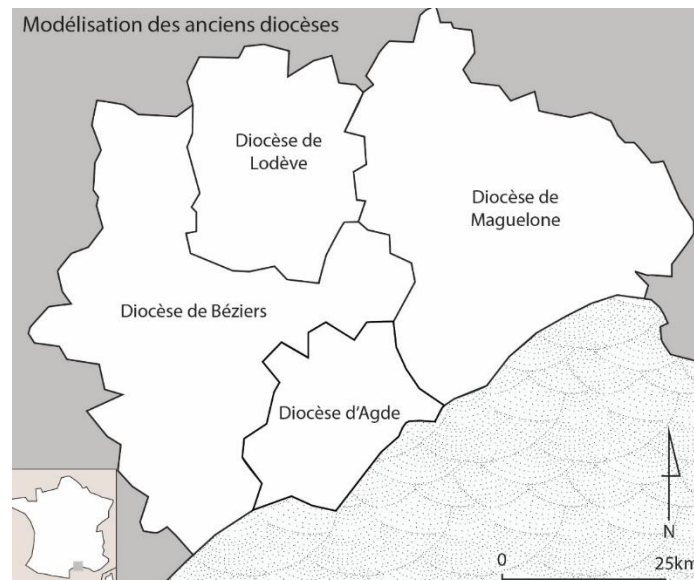 Modélisation des anciens diocèses
Diocèse de
Lodève
Diocèse de
Maguelone
Diocèse de Béziers
Diocèse d'Agde
N
0
25km